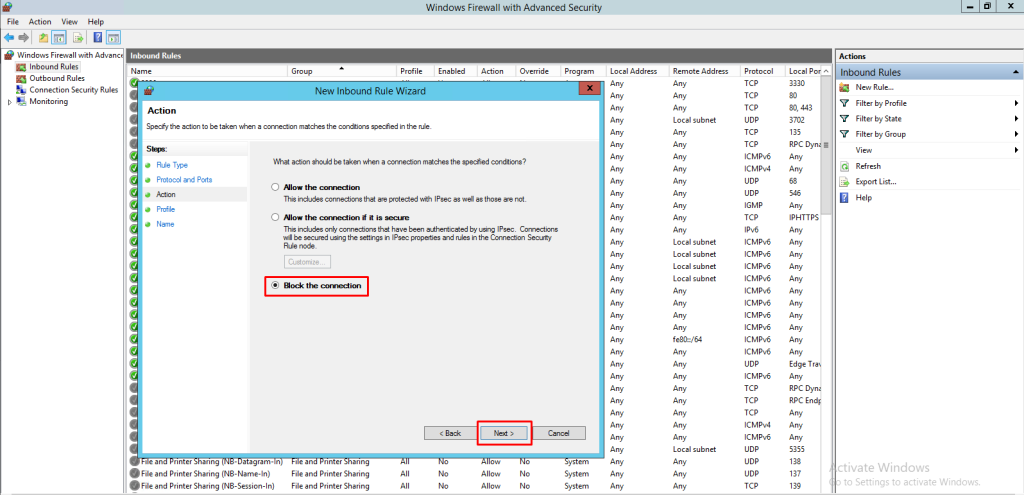 Windows Firewall with Advanced Security
File Action View Help
Windows Firewall with Advance
Inbound Rules
Outbound Rules
Connection Security Rules
Monitoring
Inbound Rules
Name Group Profile Enabled Action Override Program Local Address Remote Address Protocol Local Por
Any Any TCP 3330
Any Any TCP 80
Any Any TCP 80, 443
Any Local subnet UDP 3702
Any Any TCP 135
Any Any TCP RPC Dyna
Any Any ICMPv6 Any
Any Any ICMPv4 Any
Any Any UDP 68
Any Any UDP 546
Any Any IGMP Any
Any Any TCP IPHTTPS
Any Any IPv6 Any
Any Local subnet ICMPv6 Any
Any Local subnet ICMPv6 Any
Any Local subnet ICMPv6 Any
Any Local subnet ICMPv6 Any
Any Any ICMPv6 Any
Any Any ICMPv6 Any
Any Any ICMPv6 Any
Any Any ICMPv6 Any
Any fe80::/64 ICMPv6 Any
Any Any ICMPv6 Any
Any Any UDP Edge Trav
Any Any ICMPv6 Any
Any Any TCP RPC Dyna
Any Any TCP RPC Endp
Any Any TCP Any
Any Any ICMPv4 Any
Any Any ICMPv6 Any
Any Local subnet UDP 5355
File and Printer Sharing (NB-Datagram-In) File and Printer Sharing All No Allow No System Any Any UDP 138
File and Printer Sharing (NB-Name-In) File and Printer Sharing All No Allow No System Any Any UDP 137
File and Printer Sharing (NB-Session-In) File and Printer Sharing All No Allow No System Any Any TCP 139
New Inbound Rule Wizard
Action
Specify the action to be taken when a connection matches the conditions specified in the rule.
Steps:
Rule Type
Protocol and Ports
Action
Profile
Name
What action should be taken when a connection matches the specified conditions?
Allow the connection
This includes connections that are protected with IPsec as well as those are not.
Allow the connection if it is secure
This includes only connections that have been authenticated by using IPsec. Connections
will be secured using the settings in IPsec properties and rules in the Connection Security
Rule node.
Customize...
Block the connection
< Back Next > Cancel
Actions
Inbound Rules
New Rule...
Filter by Profile
Filter by State
Filter by Group
View
Refresh
Export List...
Help
Activate Windows
Go to Settings to activate Windows.